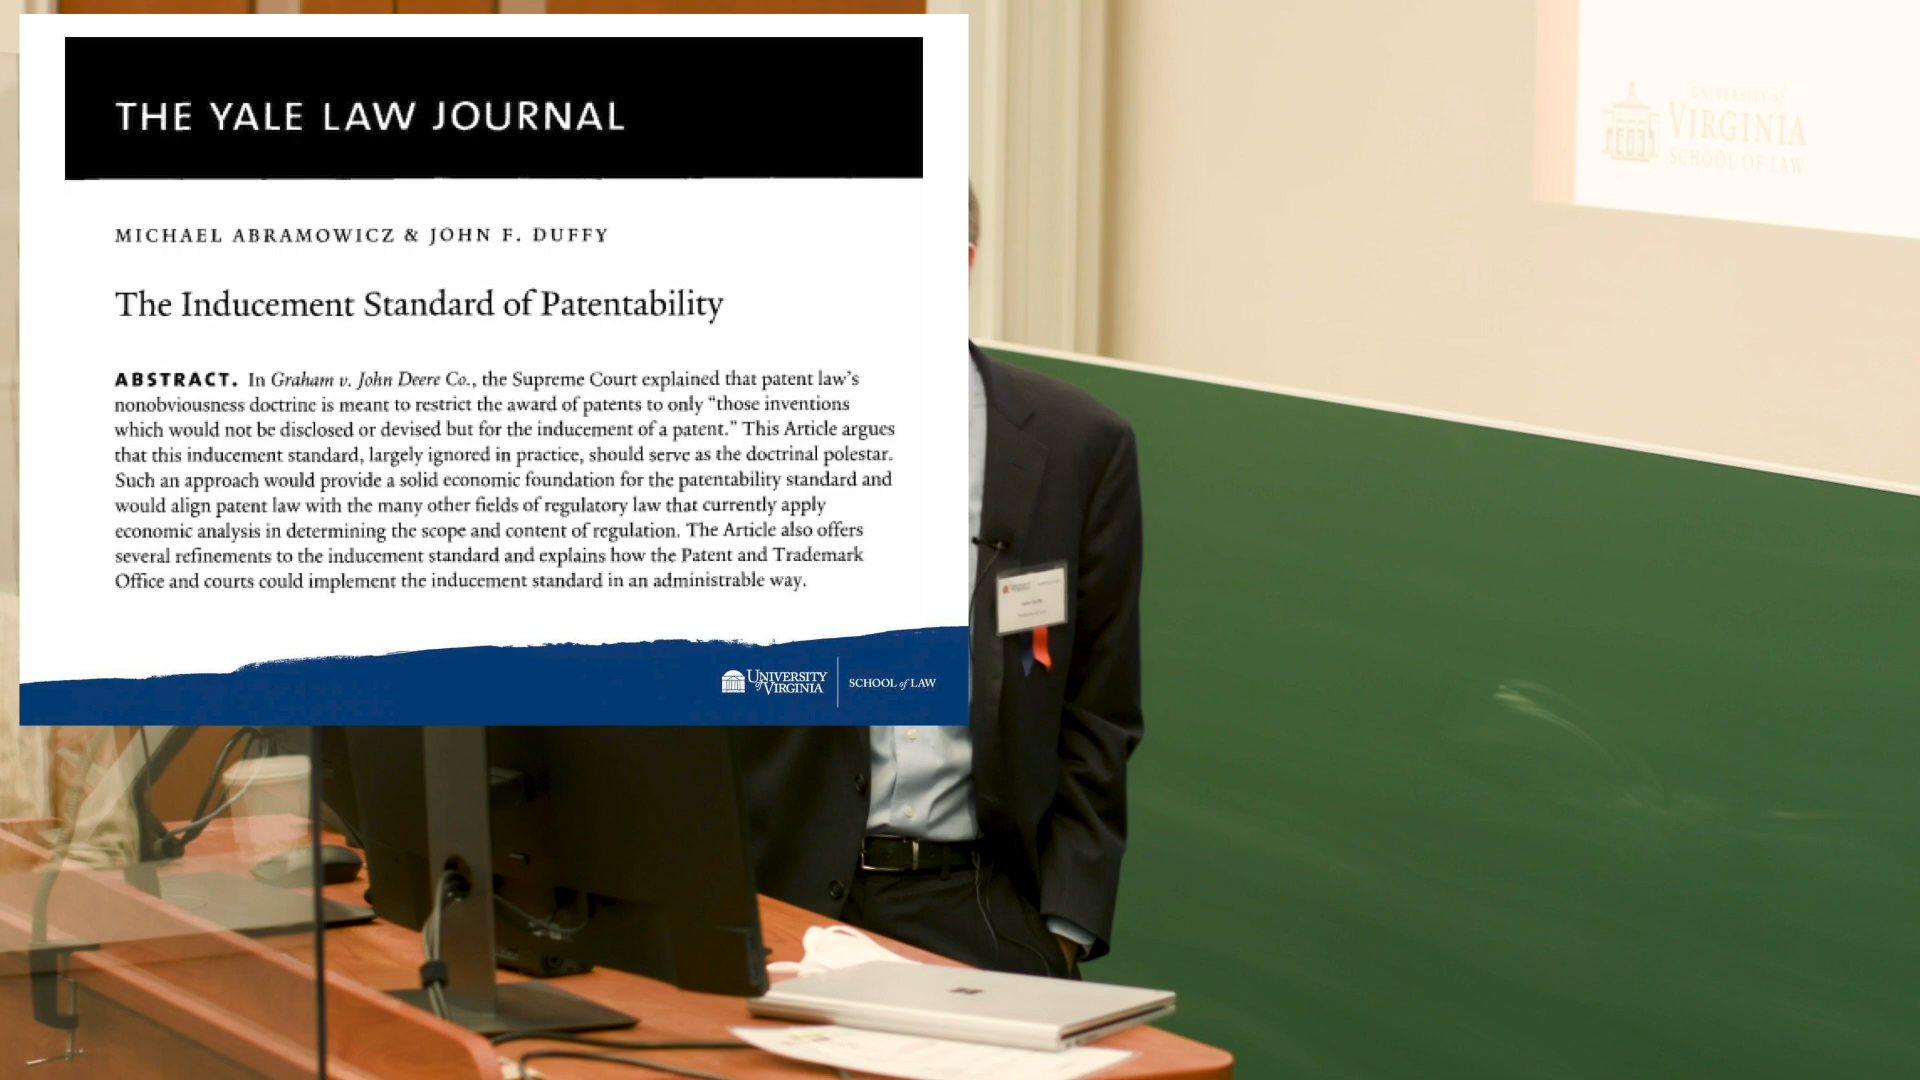 THE YALE LAW JOURNAL
MICHAEL ABRAMOWICZ & JOHN F. DUFFY
The Inducement Standard of Patentability
ABSTRACT. In Graham v. John Deere Co., the Supreme Court explained that patent law's
nonobviousness doctrine is meant to restrict the award of patents to only “those inventions
which would not be disclosed or devised but for the inducement of a patent.” This Article argues
that this inducement standard, largely ignored in practice, should serve as the doctrinal polestar.
Such an approach would provide a solid economic foundation for the patentability standard and
would align patent law with the many other fields of regulatory law that currently apply
economic analysis in determining the scope and content of regulation. The Article also offers
several refinements to the inducement standard and explains how the Patent and Trademark
Office and courts could implement the inducement standard in an administrable way.
UNIVERSITY
of VIRGINIA
SCHOOL of LAW
UNIVERSITY of
VIRGINIA
SCHOOL OF LAW